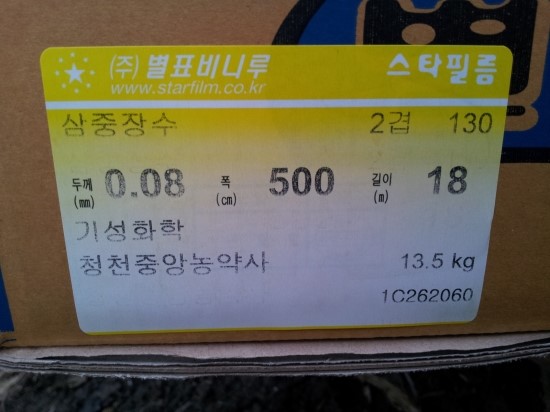 (주) 별표비니루 스타필름
www.starfilm.co.kr
삼중장수 2겹 130
두께 (mm) 0.08 폭 (cm) 500 길이 (m) 18
기성화학
청천중앙농약사 13.5 kg
1C262060